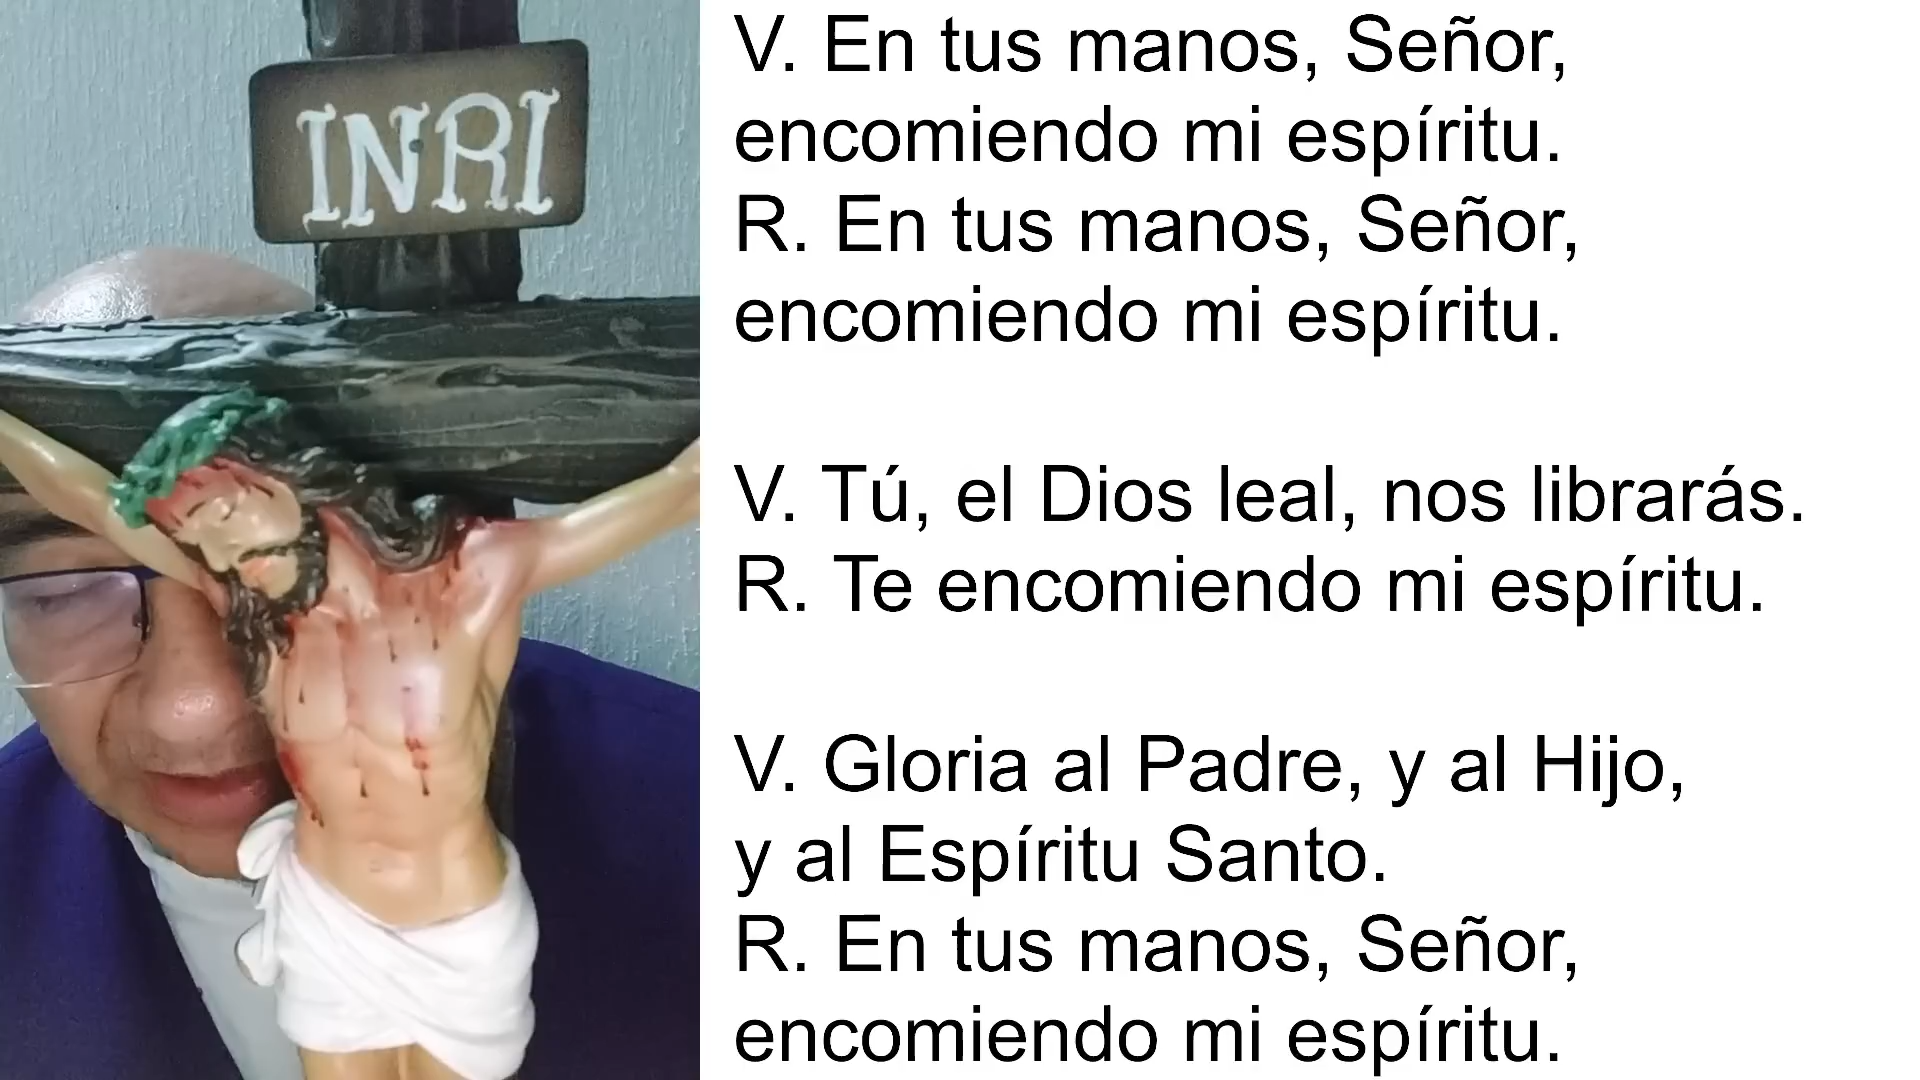 INRI
V. En tus manos, Señor,
encomiendo mi espíritu.
R. En tus manos, Señor,
encomiendo mi espíritu.
V. Tú, el Dios leal, nos librarás.
R. Te encomiendo mi espíritu.
V. Gloria al Padre, y al Hijo,
y al Espíritu Santo.
R. En tus manos, Señor,
encomiendo mi espíritu.